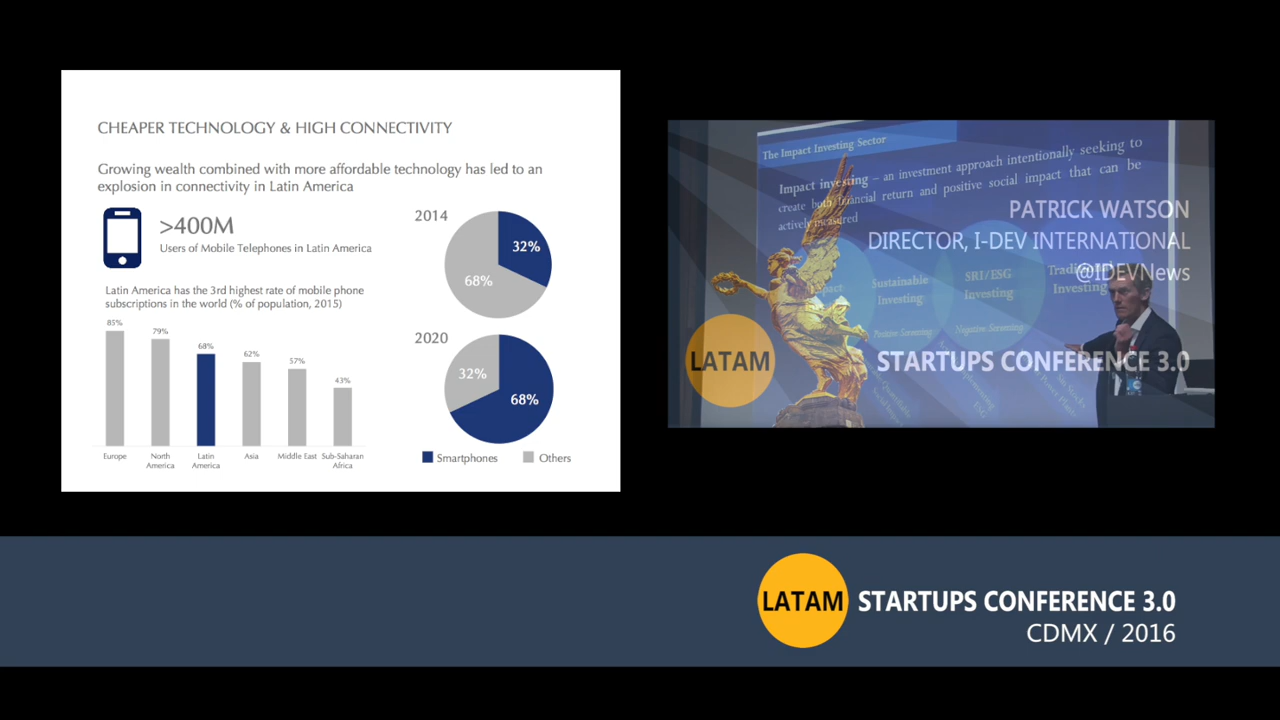 CHEAPER TECHNOLOGY & HIGH CONNECTIVITY
Growing wealth combined with more affordable technology has led to an
explosion in connectivity in Latin America
>400M
Users of Mobile Telephones in Latin America
Latin America has the 3rd highest rate of mobile phone
subscriptions in the world (% of population, 2015)
85%
79%
68%
62%
57%
43%
Europe
North
America
Latin
America
Asia
Middle East
Sub-Saharan
Africa
2014
32%
68%
2020
32%
68%
Smartphones
Others
The Impact Investing Sector
Impact investing – an investment approach intentionally seeking to
create both financial return and positive social impact that can be
actively measured
PATRICK WATSON
DIRECTOR, I-DEV INTERNATIONAL
@IDEVNews
Sustainable
Investing
SRI/ESG
Investing
Investing
Positive Screening
Negative Screening
LATAM
STARTUPS CONFERENCE 3.0
LATAM
STARTUPS CONFERENCE 3.0
CDMX / 2016